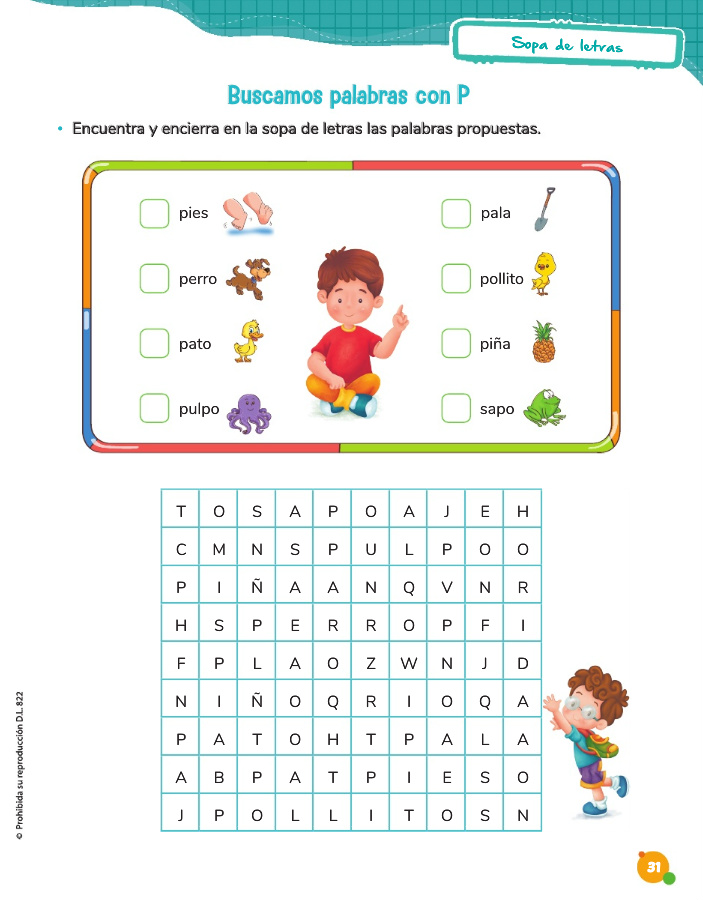 Sopa de letras
Buscamos palabras con P
• Encuentra y encierra en la sopa de letras las palabras propuestas.
pies
pala
perro
pollito
pato
piña
pulpo
sapo
T O S A P O A J E H
C M N S P U L P O O
P I Ñ A A N Q V N R
H S P E R R O P F I
F P L A O Z W N J D
N I Ñ O Q R I O Q A
P A T O H T P A L A
A B P A T P I E S O
J P O L L I T O S N
© Prohibida su reproducción D.L. 822
31